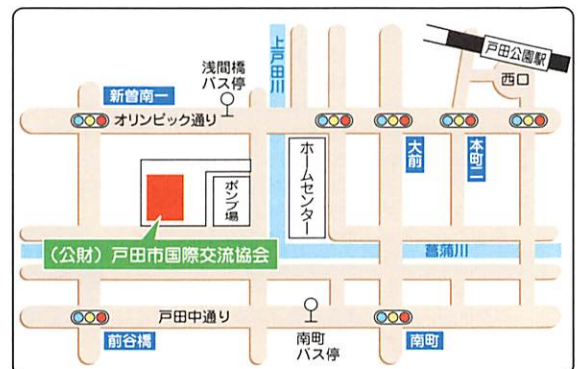 戸田公園駅
西口
上戸田川
浅間橋
バス停
新曽南一
オリンピック通り
大前
本町二
ホームセンター
ポンプ場
(公財)戸田市国際交流協会
菖蒲川
戸田中通り
前谷橋
南町
バス停
南町